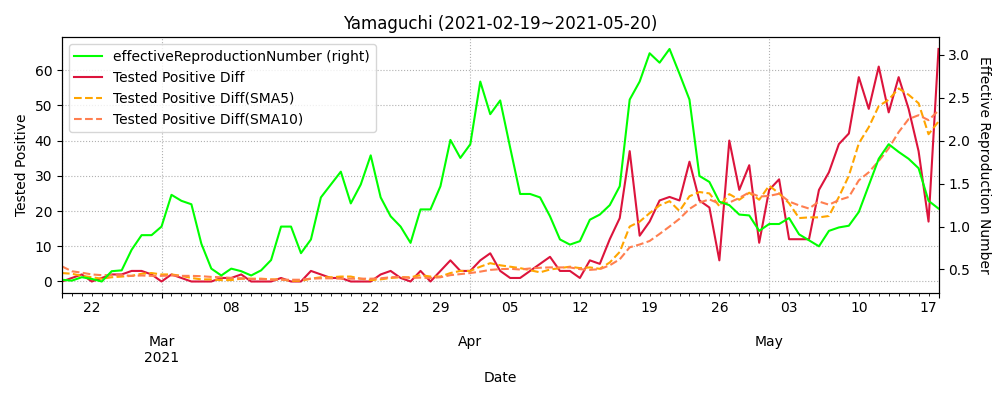 Yamaguchi (2021-02-19~2021-05-20)
effectiveReproductionNumber (right)
Tested Positive Diff
Tested Positive Diff(SMA5)
Tested Positive Diff(SMA10)
Tested Positive
60
50
40
30
20
10
0
3.0
2.5
2.0
1.5
1.0
0.5
Effective Reproduction Number
22 08 15 22 29 05 12 19 26 03 10 17
Mar Apr May
2021
Date